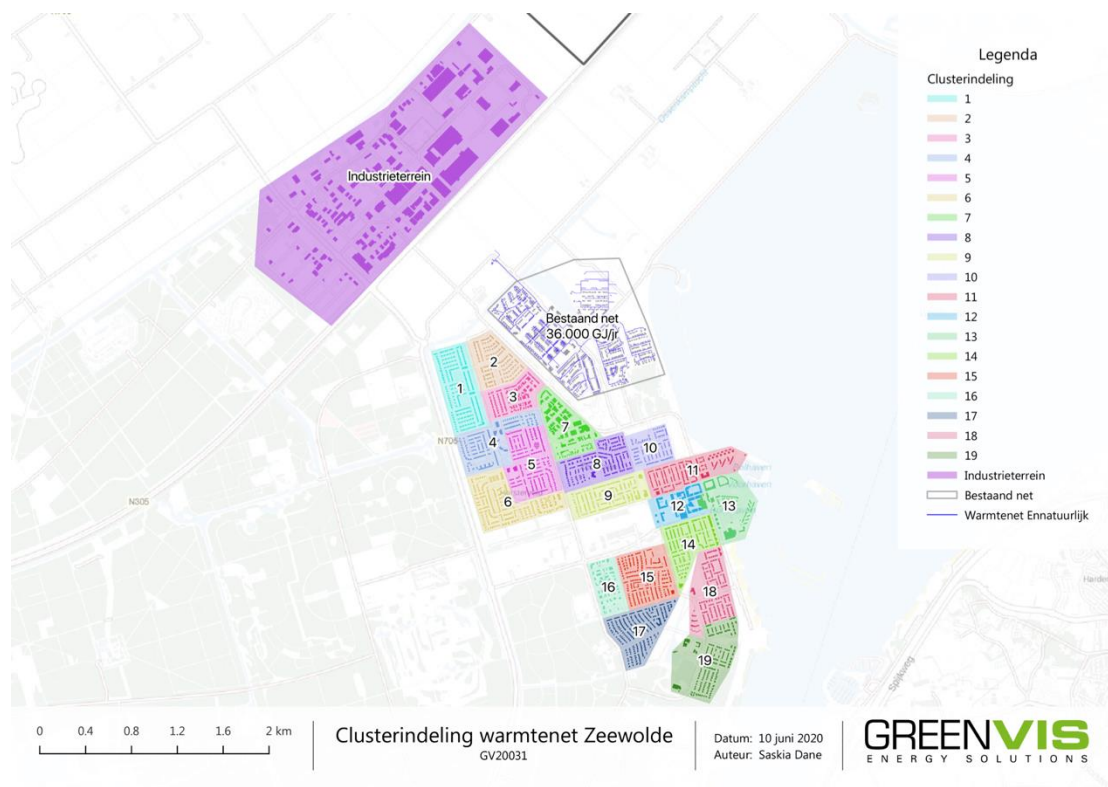 Legenda
Clusterindeling
1
2
3
4
5
6
7
8
9
10
11
12
13
14
15
16
17
18
19
Industrieterrein
Bestaand net
Warmtenet Ennatuurlijk
Industrieterrein
Bestaand net
36.000 GJ/jr
1
2
3
4
5
6
7
8
9
10
11
12
13
14
15
16
17
18
19
N705
N305
Spijkweg
Harder
0 0.4 0.8 1.2 1.6 2 km
Clusterindeling warmtenet Zeewolde
GV20031
Datum: 10 juni 2020
Auteur: Saskia Dane
GREENVIS
ENERGY SOLUTIONS